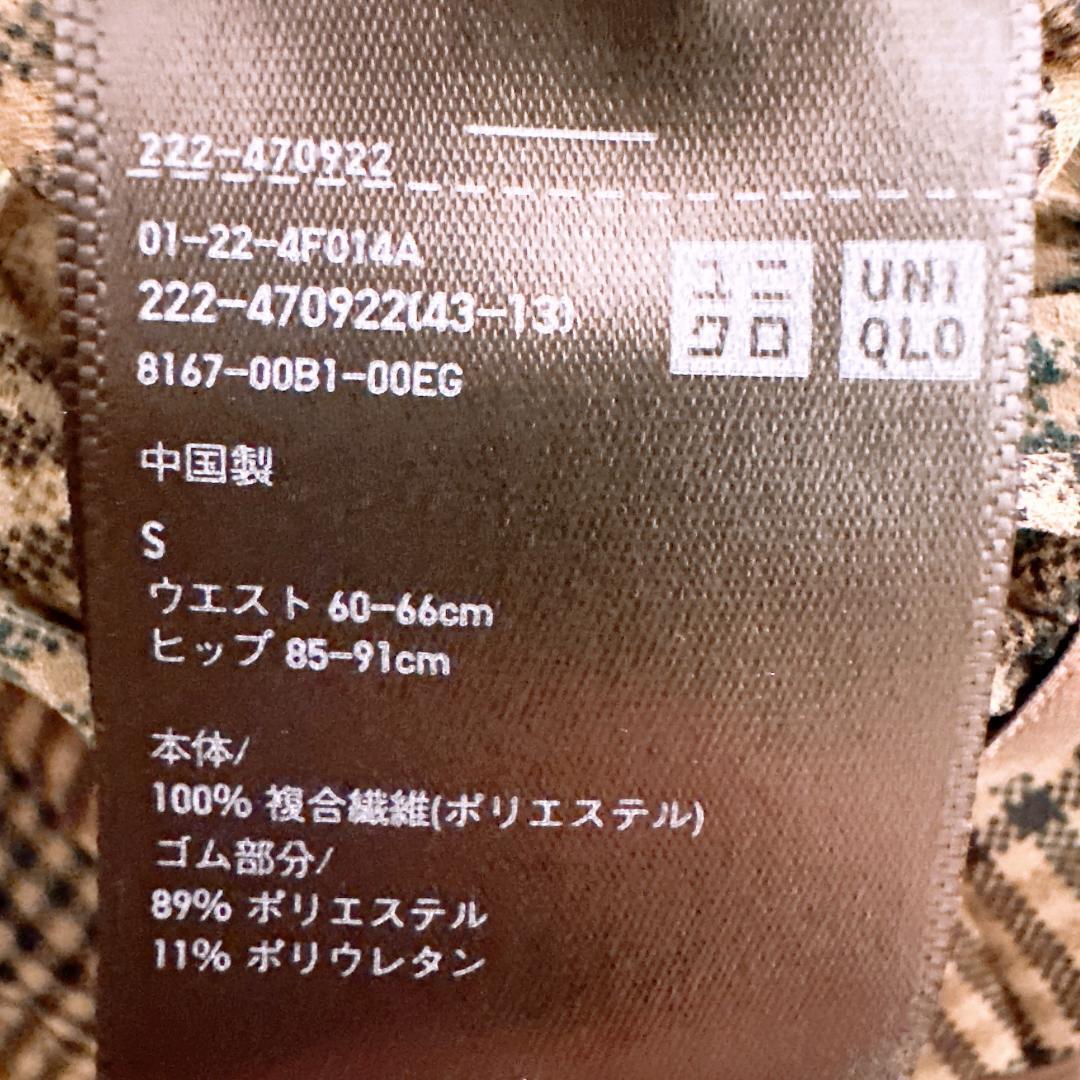 222-470922
01-22-4F014A
222-470922(43-13)
8167-00B1-00EG
ユニ
クロ
UNI
QLO
中国製
S
ウエスト 60-66cm
ヒップ 85-91cm
本体/
100% 複合繊維(ポリエステル)
ゴム部分/
89% ポリエステル
11% ポリウレタン